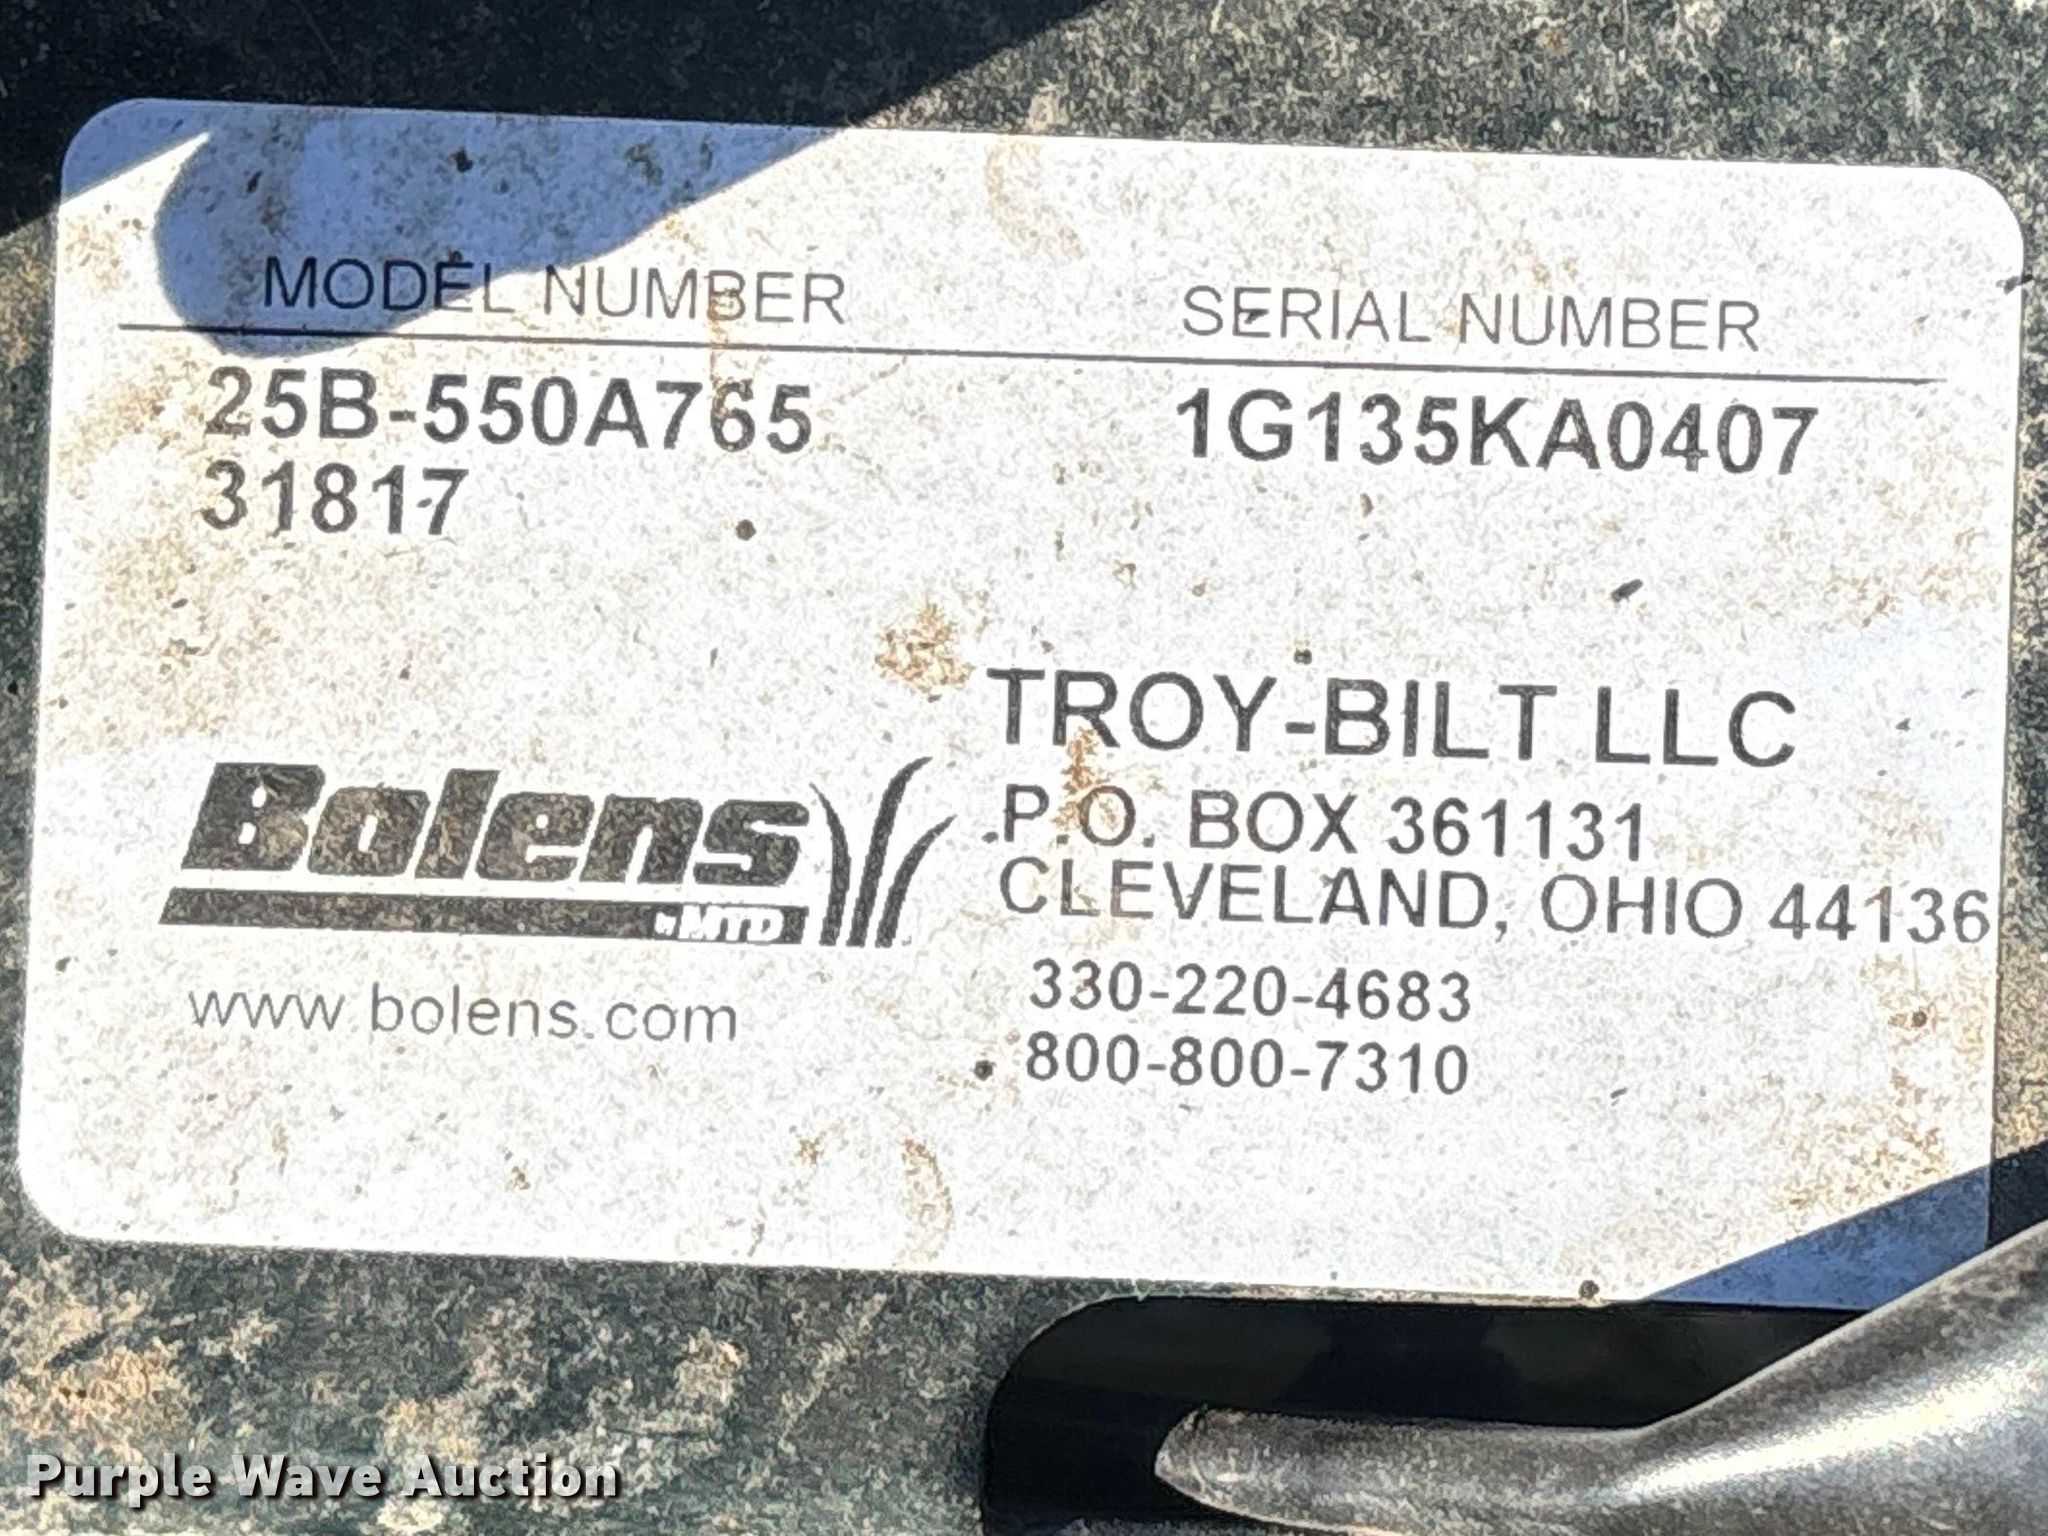 MODEL NUMBER
SERIAL NUMBER
25B-550A765
1G135KA0407
31817
TROY-BILT LLC
P.O. BOX 361131
CLEVELAND, OHIO 44136
330-220-4683
800-800-7310
Bolens
by MTD
www.bolens.com
Purple Wave Auction